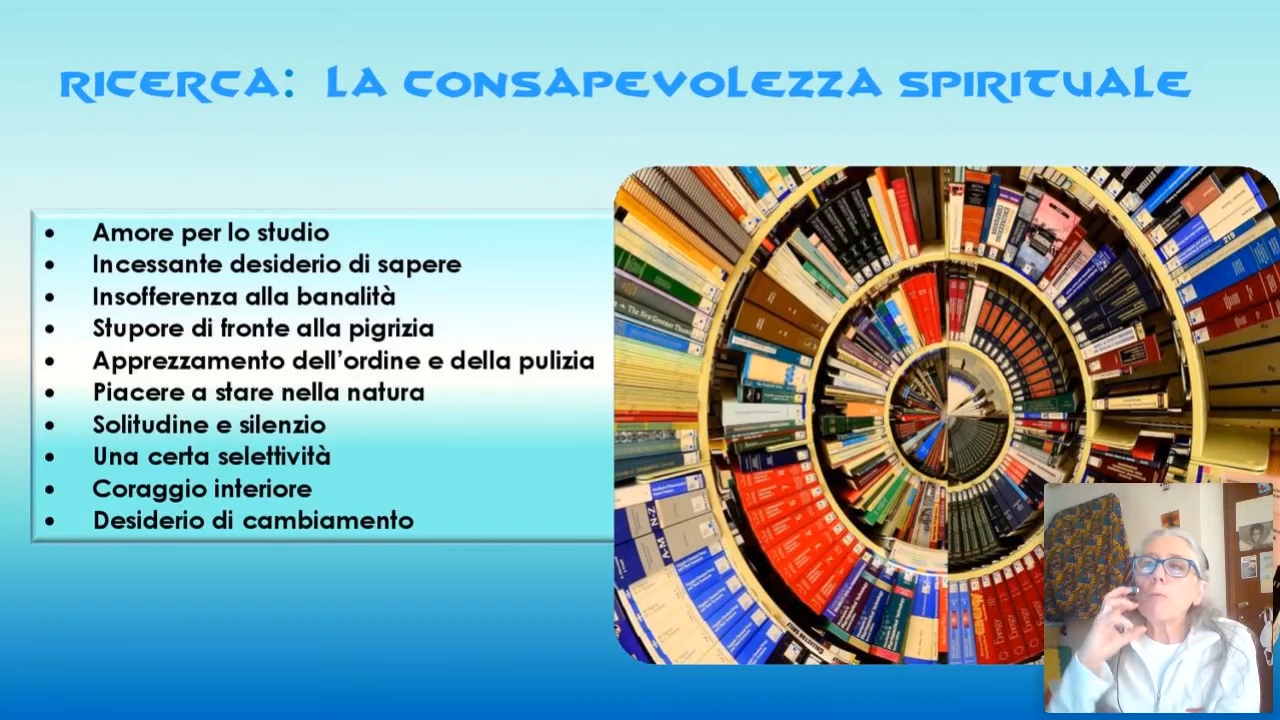 RICERCA: LA CONSAPEVOLEZZA SPIRITUALE
• Amore per lo studio
• Incessante desiderio di sapere
• Insofferenza alla banalità
• Stupore di fronte alla pigrizia
• Apprezzamento dell’ordine e della pulizia
• Piacere a stare nella natura
• Solitudine e silenzio
• Una certa selettività
• Coraggio interiore
• Desiderio di cambiamento
A-M
N-Z